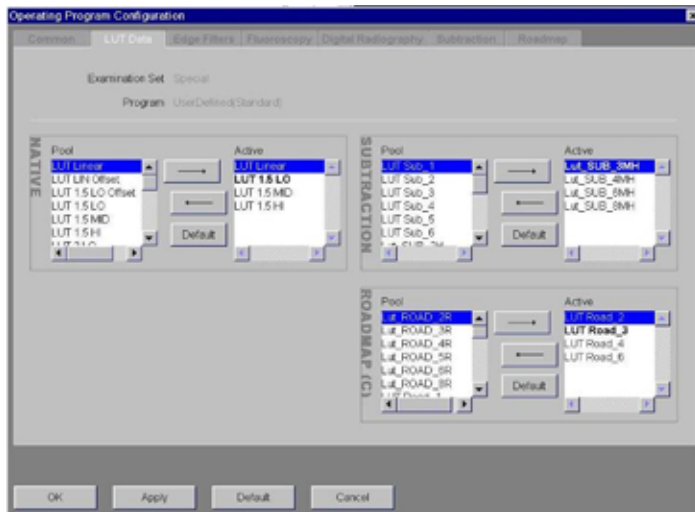 Operating Program Configuration
Common LUT Data Edge Filters Fluoroscopy Digital Radiography Subtraction Roadmap
Examination Set Special
Program UserDefined(Standard)
NATIVE
Pool
LUT Linear
LUT LIN Offset
LUT 1.5 LO Offset
LUT 1.5 LO
LUT 1.5 MID
LUT 1.5 HI
Default
Active
LUT Linear
LUT 1.5 LO
LUT 1.5 MID
LUT 1.5 HI
SUBTRACTION
Pool
LUT Sub_1
LUT Sub_2
LUT Sub_3
LUT Sub_4
LUT Sub_5
LUT Sub_6
Default
Active
Lut_SUB_3MH
Lut_SUB_4MH
Lut_SUB_6MH
Lut_SUB_8MH
ROADMAP (C)
Pool
Lut_ROAD_2R
Lut_ROAD_3R
Lut_ROAD_4R
Lut_ROAD_5R
Lut_ROAD_6R
Lut_ROAD_8R
LUT Road_1
Default
Active
LUT Road_2
LUT Road_3
LUT Road_4
LUT Road_6
OK Apply Default Cancel